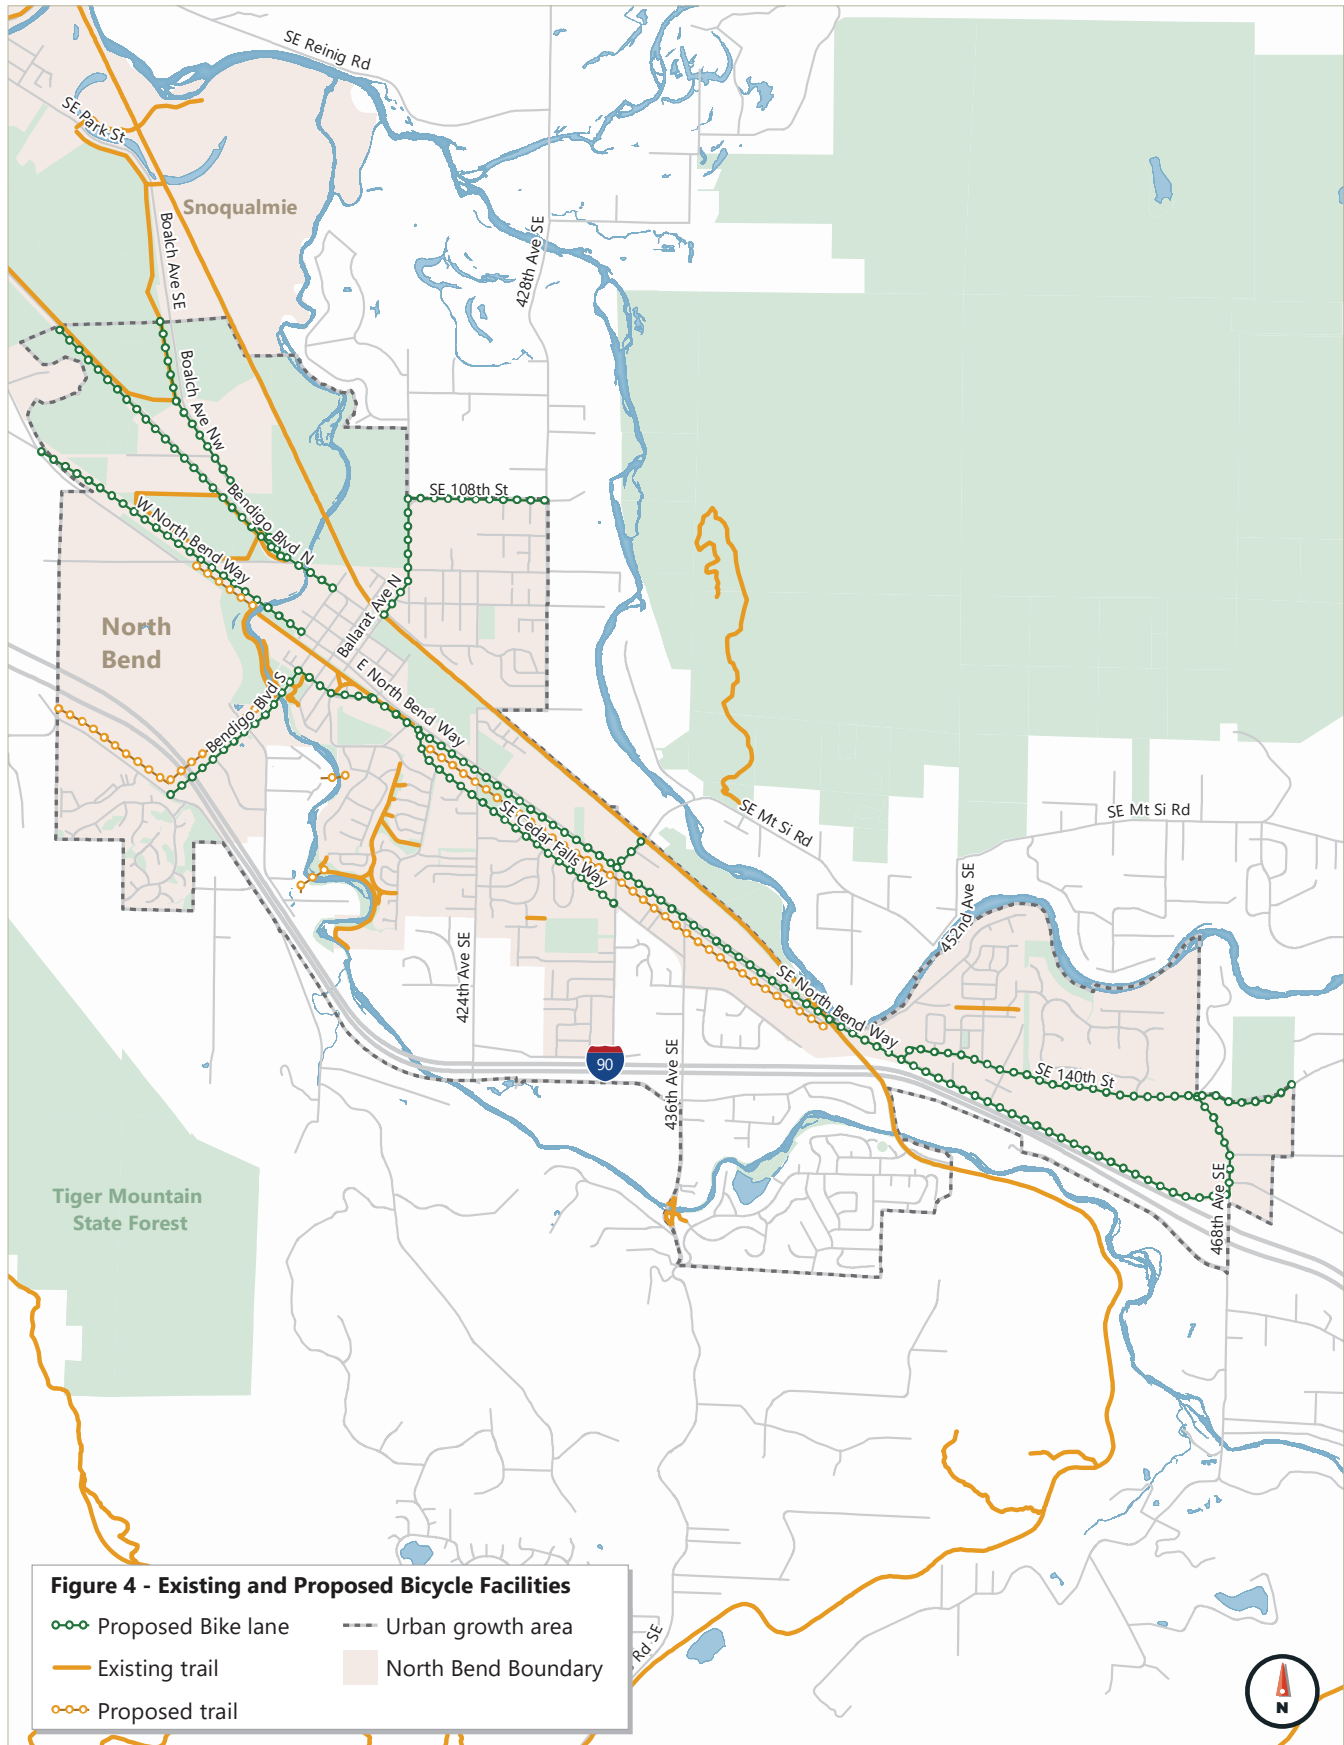 SE Reinig Rd
SE Park St
Snoqualmie
Boalch Ave SE
428th Ave SE
Boalch Ave Nw
SE 108th St
Bendigo Blvd N
W North Bend Way
Ballarat Ave N
North
Bend
E North Bend Way
Bendigo Blvd S
SE Mt Si Rd
SE Mt Si Rd
SE Cedar Falls Way
452nd Ave SE
424th Ave SE
SE North Bend Way
90
436th Ave SE
SE 140th St
468th Ave SE
Tiger Mountain
State Forest
Rd SE
Figure 4 - Existing and Proposed Bicycle Facilities
Proposed Bike lane
Urban growth area
Existing trail
North Bend Boundary
Proposed trail
N